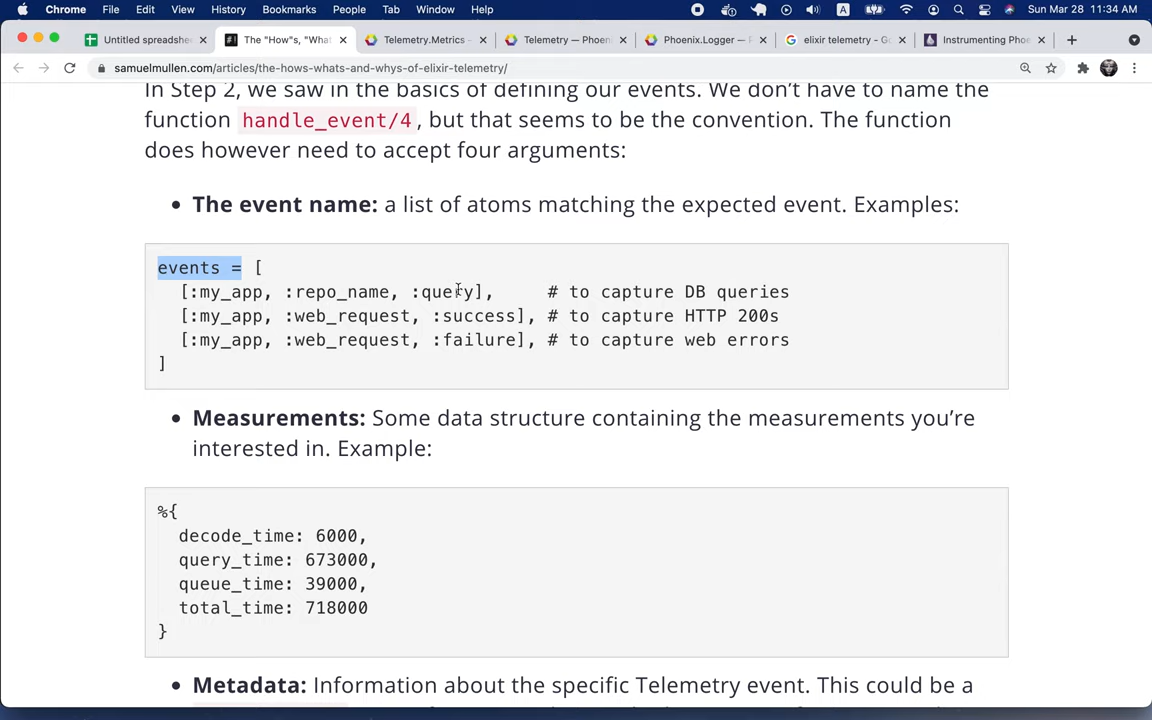 Chrome File Edit View History Bookmarks People Tab Window Help A Sun Mar 28 11:34 AM
Untitled spreadshee The "How"s, "What Telemetry.Metrics - Telemetry — Phoeni Phoenix.Logger — elixir telemetry - Go Instrumenting Phoe
samuelmullen.com/articles/the-hows-whats-and-whys-of-elixir-telemetry/
In Step 2, we saw in the basics of defining our events. We don't have to name the
function handle_event/4, but that seems to be the convention. The function
does however need to accept four arguments:
• The event name: a list of atoms matching the expected event. Examples:
events = [
[:my_app, :repo_name, :query], # to capture DB queries
[:my_app, :web_request, :success], # to capture HTTP 200s
[:my_app, :web_request, :failure], # to capture web errors
]
• Measurements: Some data structure containing the measurements you're
interested in. Example:
%{
decode_time: 6000,
query_time: 673000,
queue_time: 39000,
total_time: 718000
}
• Metadata: Information about the specific Telemetry event. This could be a